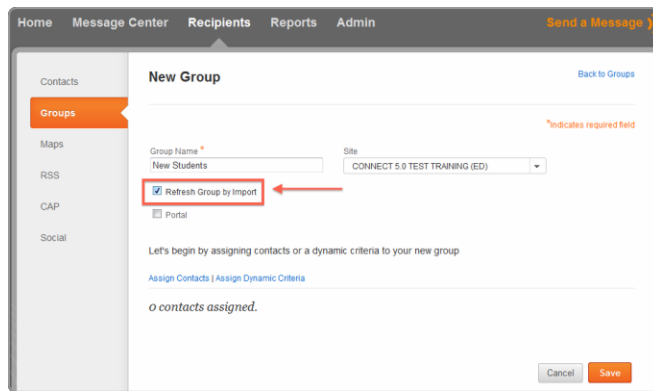 Home Message Center Recipients Reports Admin Send a Message
Contacts
Groups
Maps
RSS
CAP
Social
New Group Back to Groups
*Indicates required field
Group Name * Site
New Students CONNECT 5.0 TEST TRAINING (ED)
Refresh Group by Import
Portal
Let's begin by assigning contacts or a dynamic criteria to your new group
Assign Contacts | Assign Dynamic Criteria
0 contacts assigned.
Cancel Save